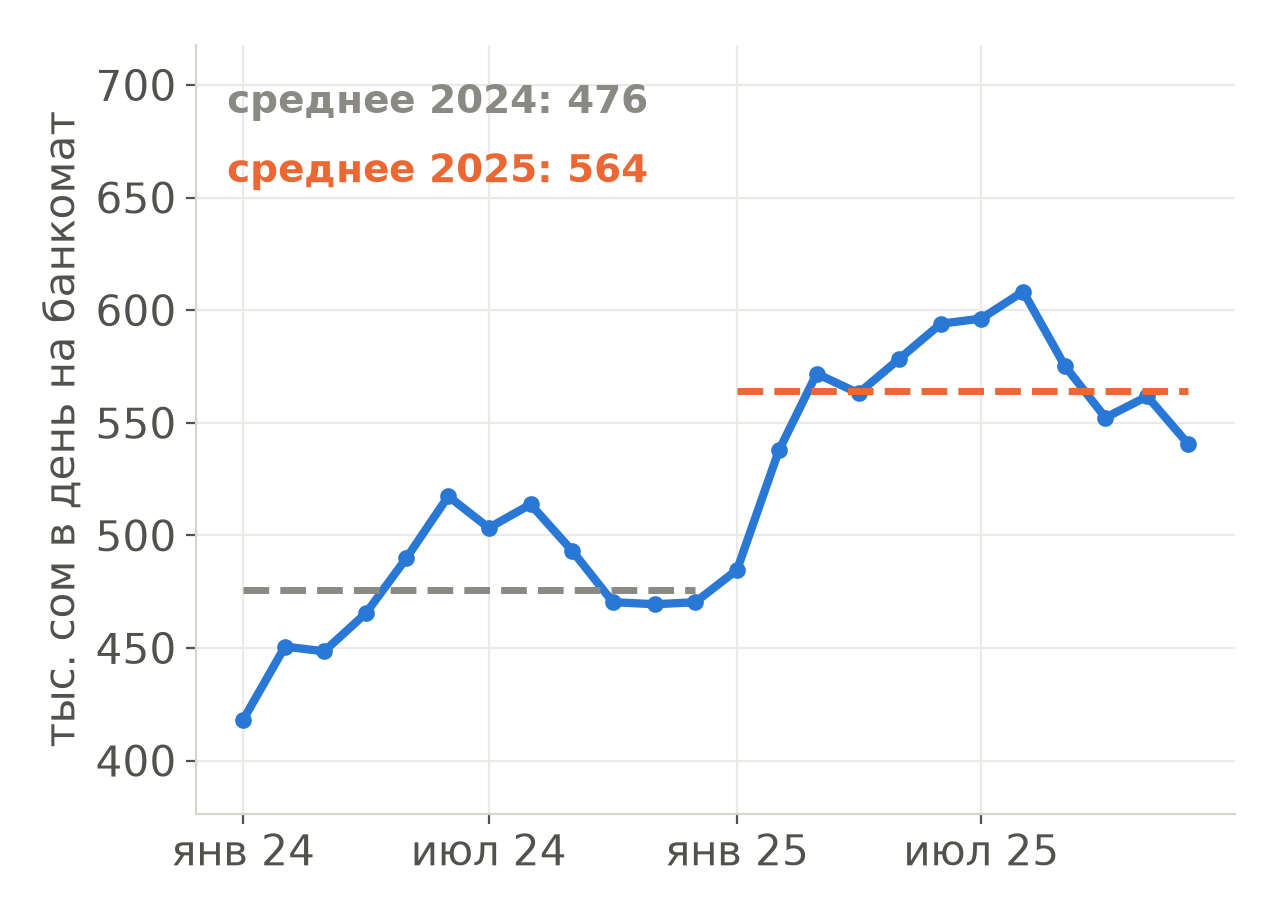 тыс. сом в день на банкомат
700
650
600
550
500
450
400
среднее 2024: 476
среднее 2025: 564
янв 24
июл 24
янв 25
июл 25